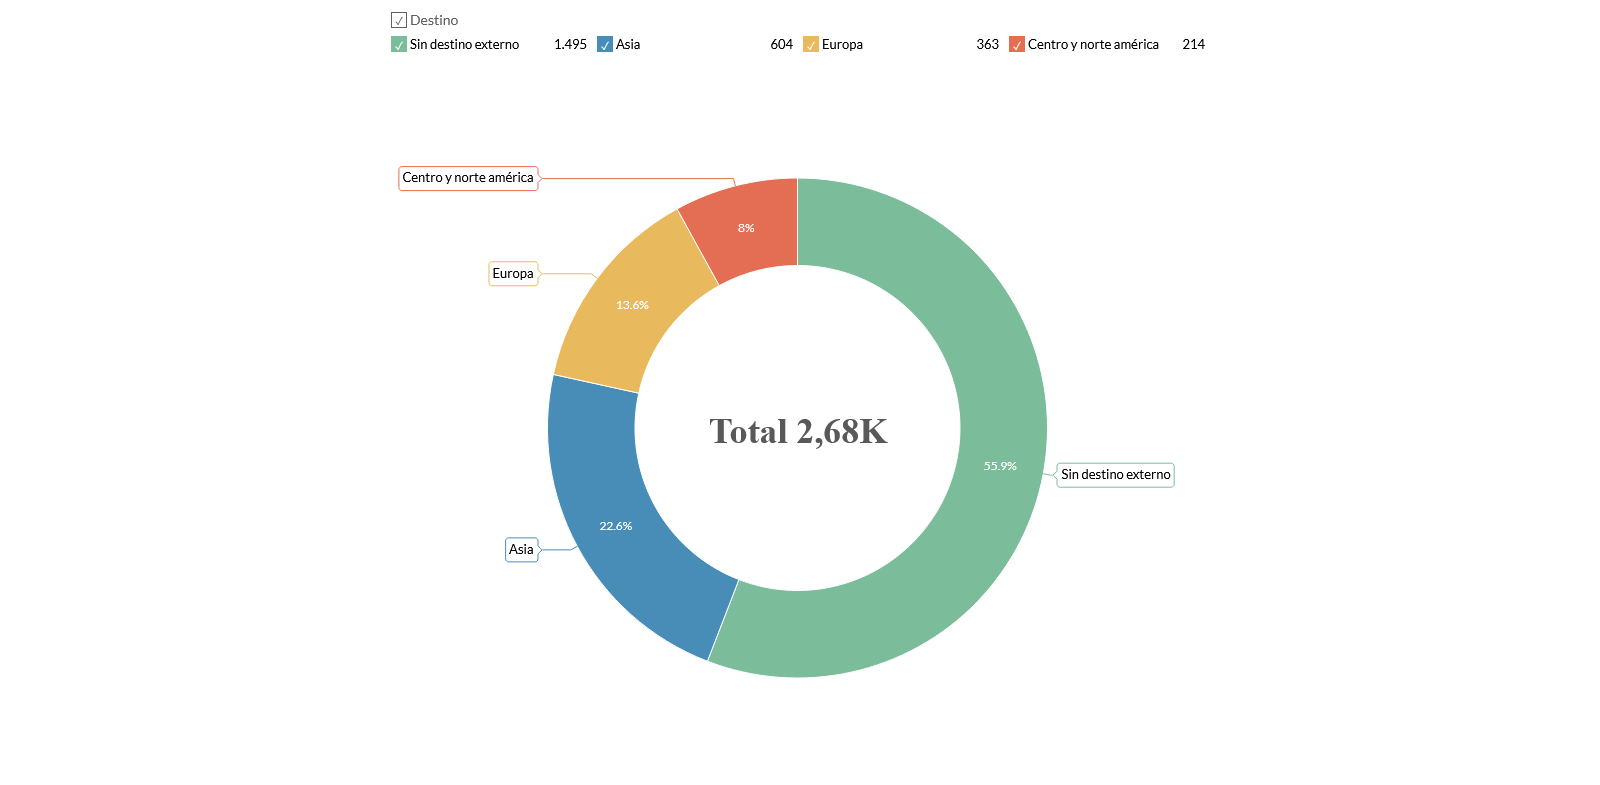 Destino
Sin destino externo 1.495 Asia 604 Europa 363 Centro y norte américa 214
Centro y norte américa
8%
Europa
13.6%
Total 2,68K
55.9%
Sin destino externo
22.6%
Asia